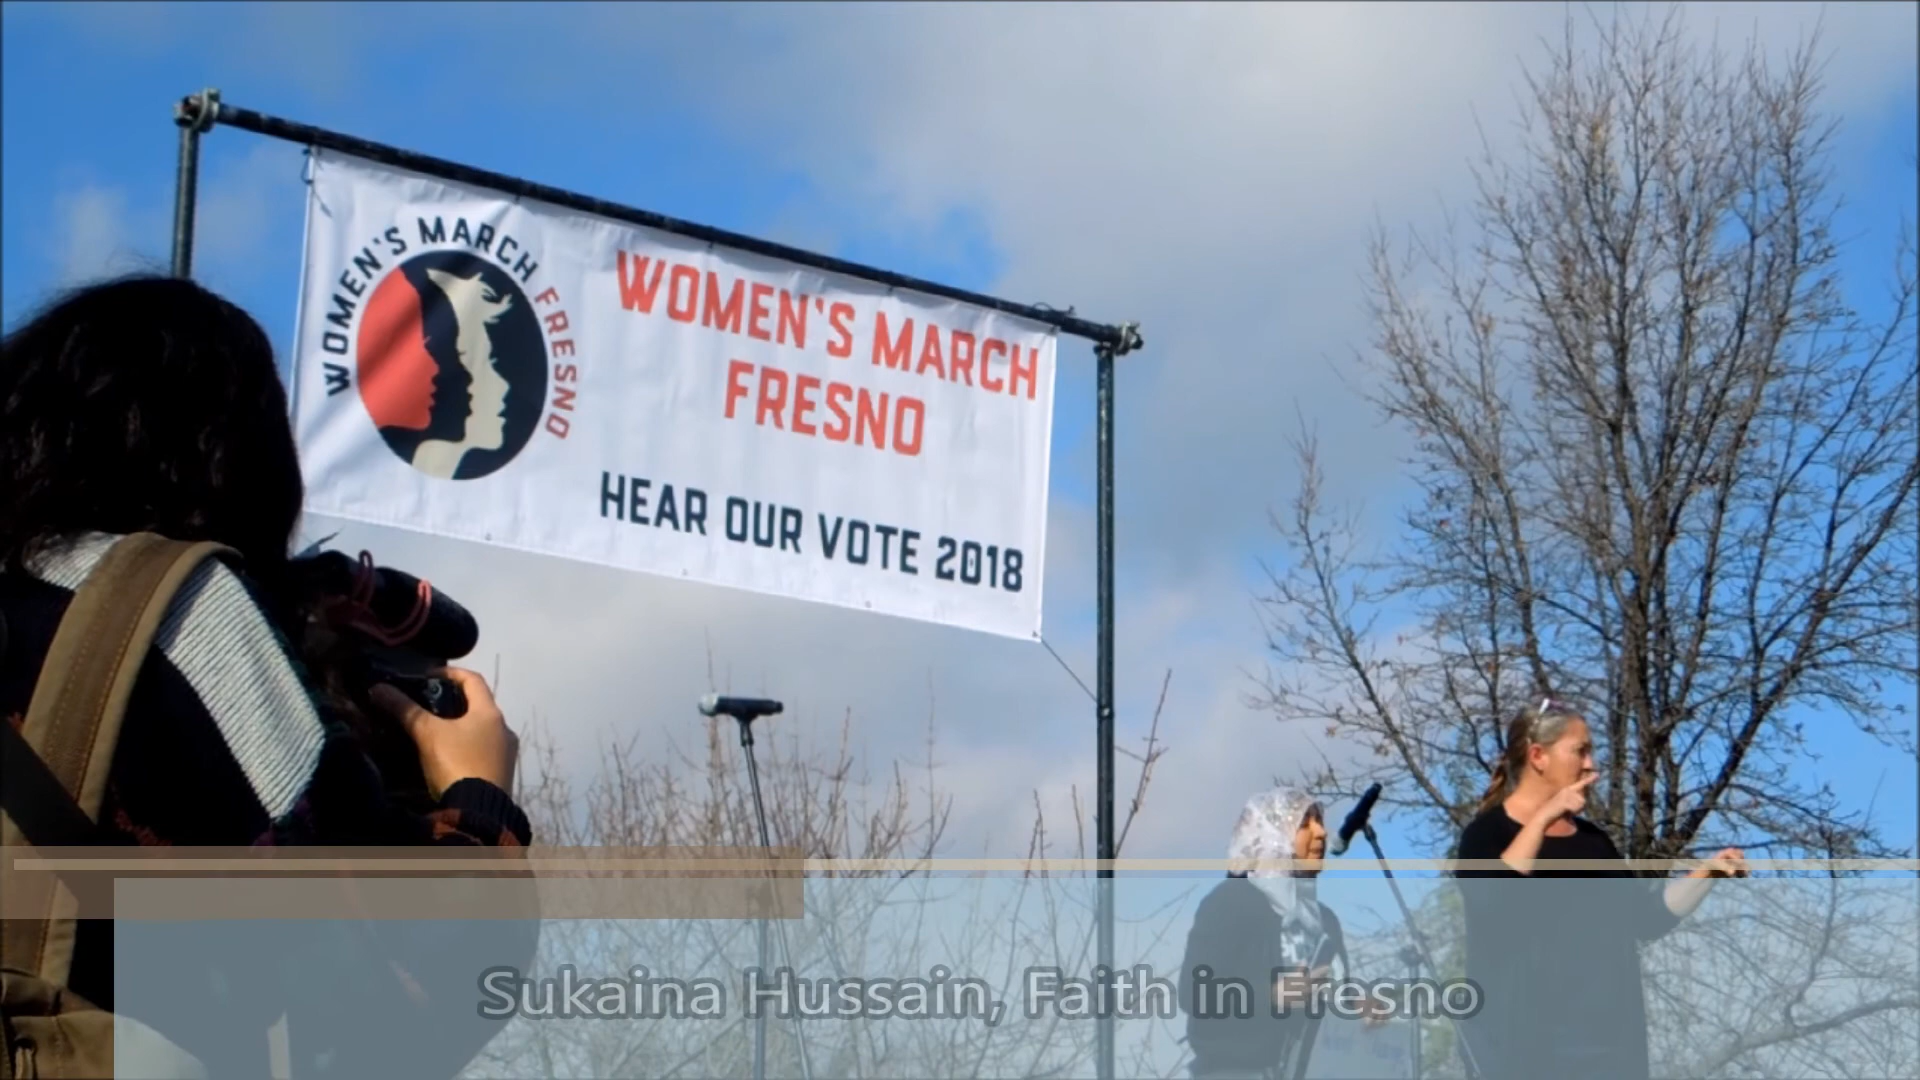 WOMEN'S MARCH FRESNO
WOMEN'S MARCH
FRESNO
HEAR OUR VOTE 2018
Sukaina Hussain, Faith in Fresno